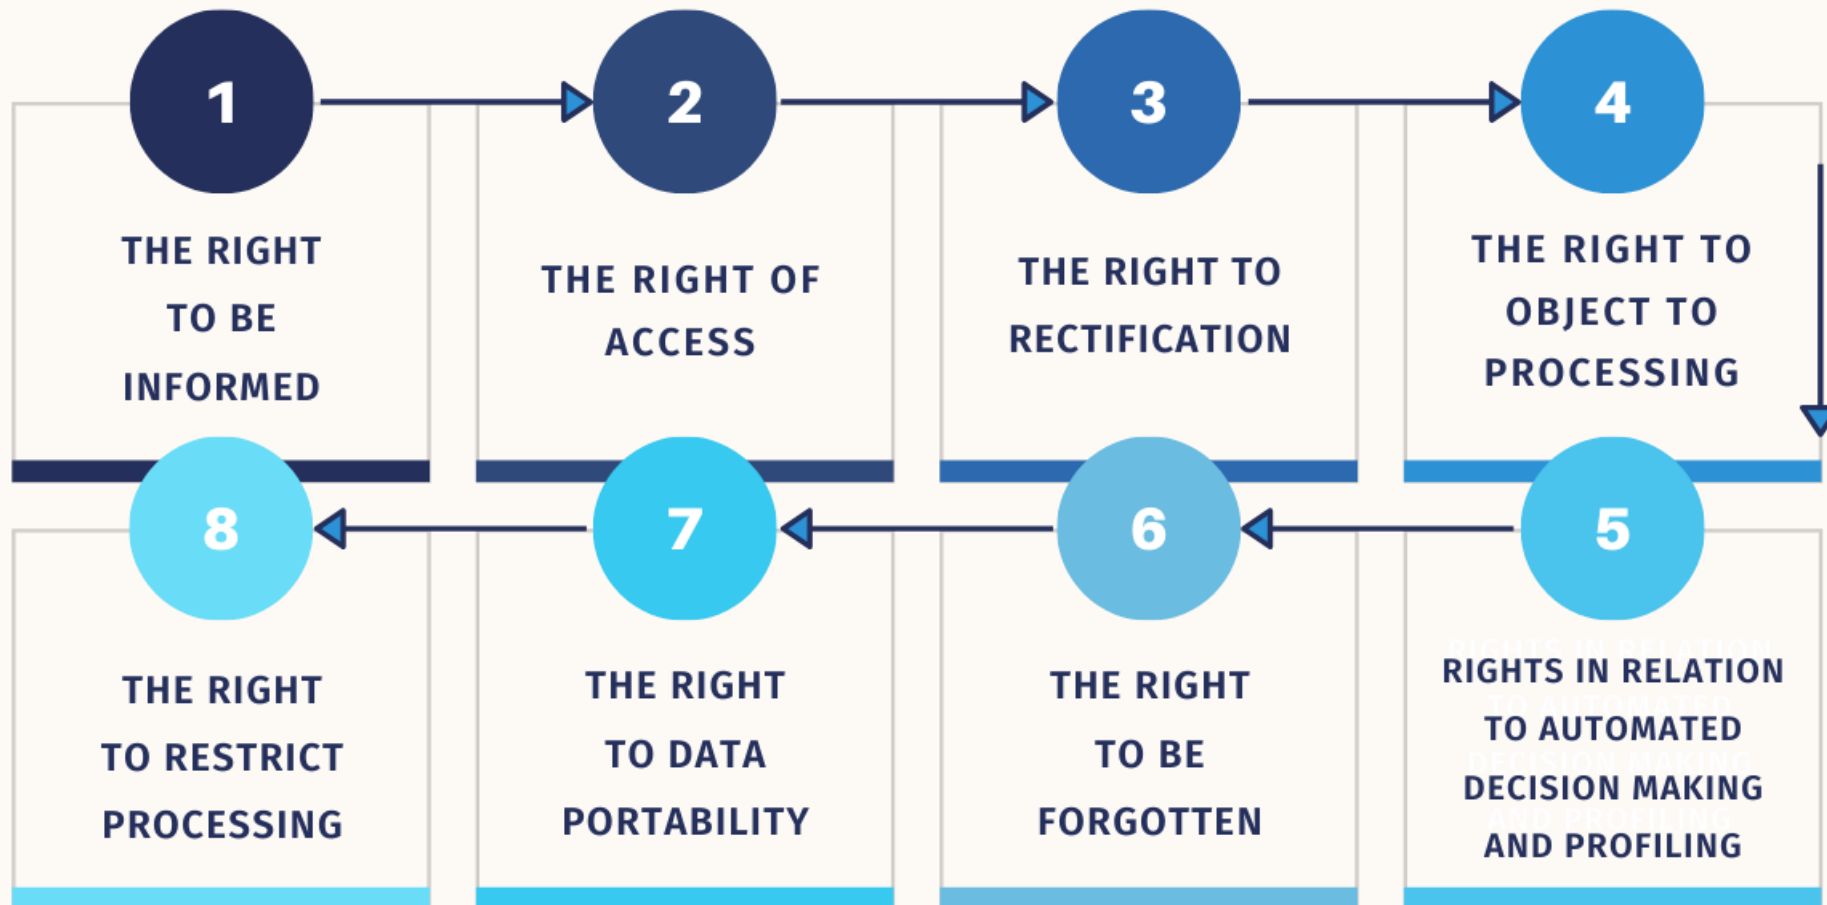 1
THE RIGHT
TO BE
INFORMED
2
THE RIGHT OF
ACCESS
3
THE RIGHT TO
RECTIFICATION
4
THE RIGHT TO
OBJECT TO
PROCESSING
5
RIGHTS IN RELATION
TO AUTOMATED
DECISION MAKING
AND PROFILING
6
THE RIGHT
TO BE
FORGOTTEN
7
THE RIGHT
TO DATA
PORTABILITY
8
THE RIGHT
TO RESTRICT
PROCESSING